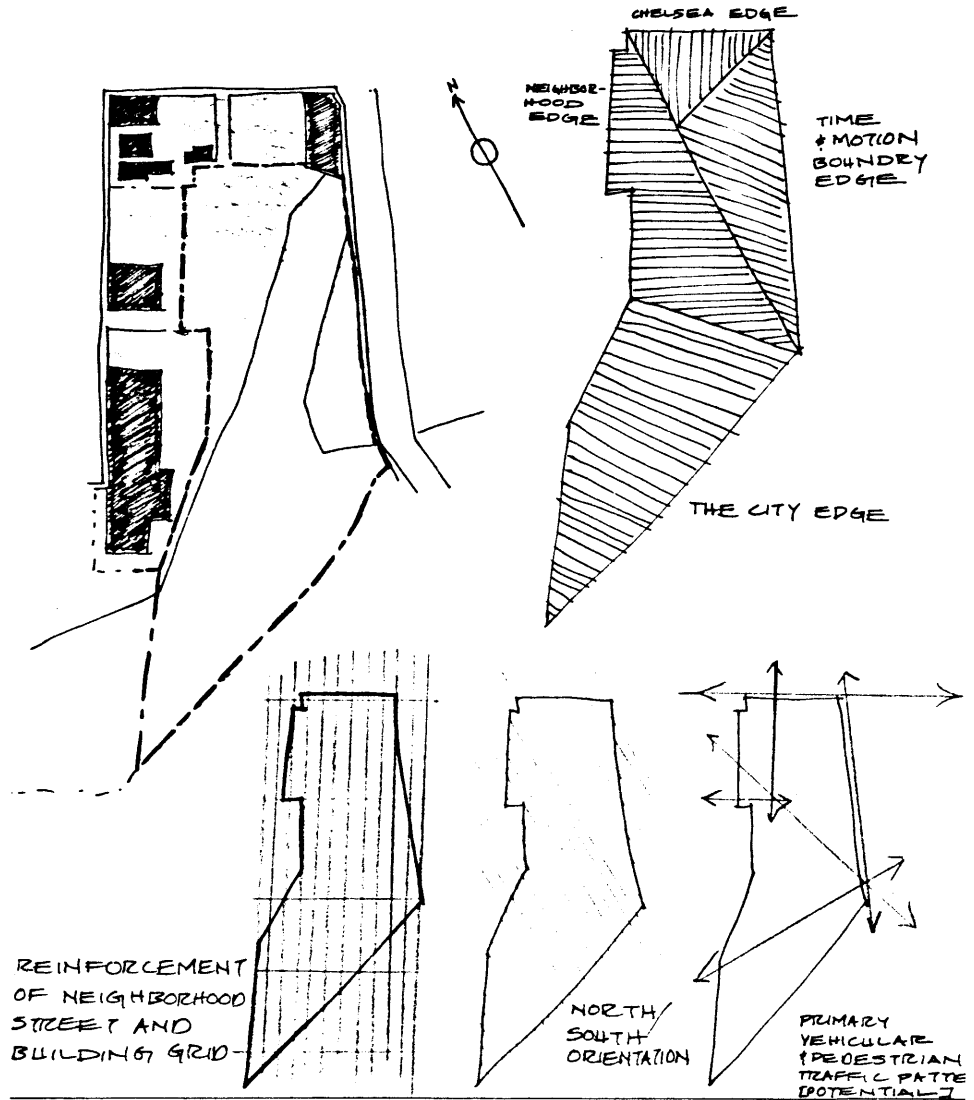 CHELSEA EDGE
NEIGHBOR-
HOOD
EDGE
N
TIME
& MOTION
BOUNDRY
EDGE
THE CITY EDGE
REINFORCEMENT
OF NEIGHBORHOOD
STREET AND
BUILDING GRID
NORTH/
SOUTH
ORIENTATION
PRIMARY
VEHICULAR
& PEDESTRIAN
TRAFFIC PATTE
[POTENTIAL]